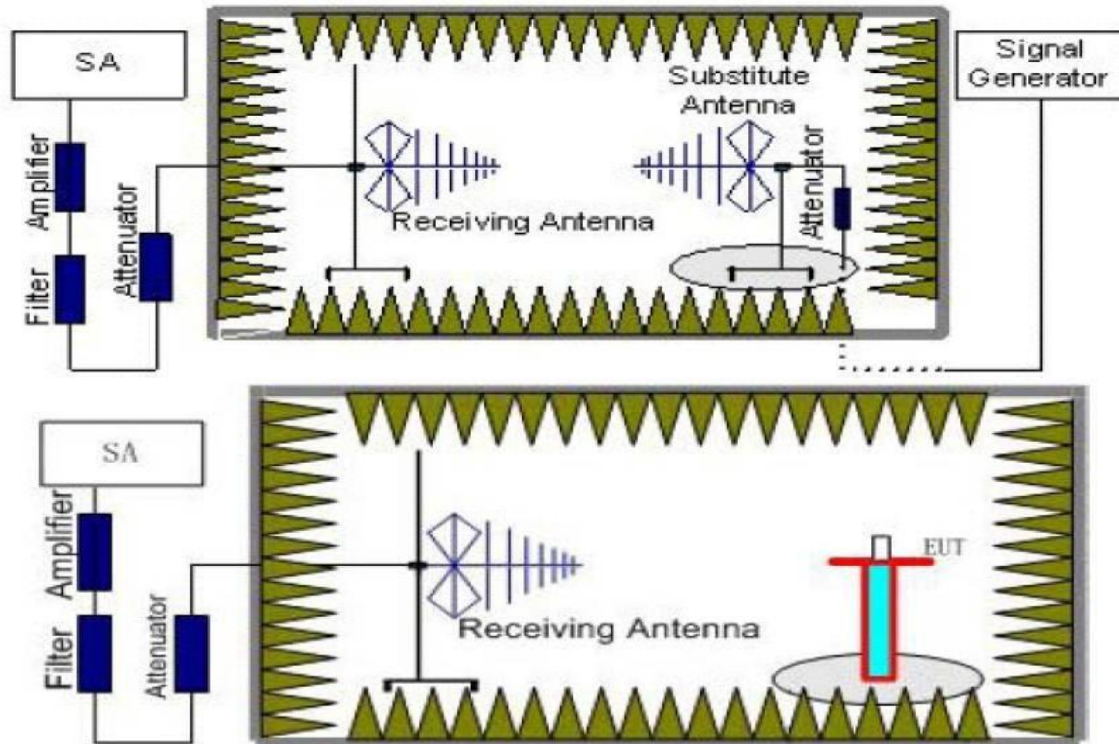 SA
Signal
Generator
Substitute
Antenna
Amplifier
Attenuator
Attenuator
Receiving Antenna
Filter
SA
Amplifier
EUT
Receiving Antenna
Filter
Attenuator